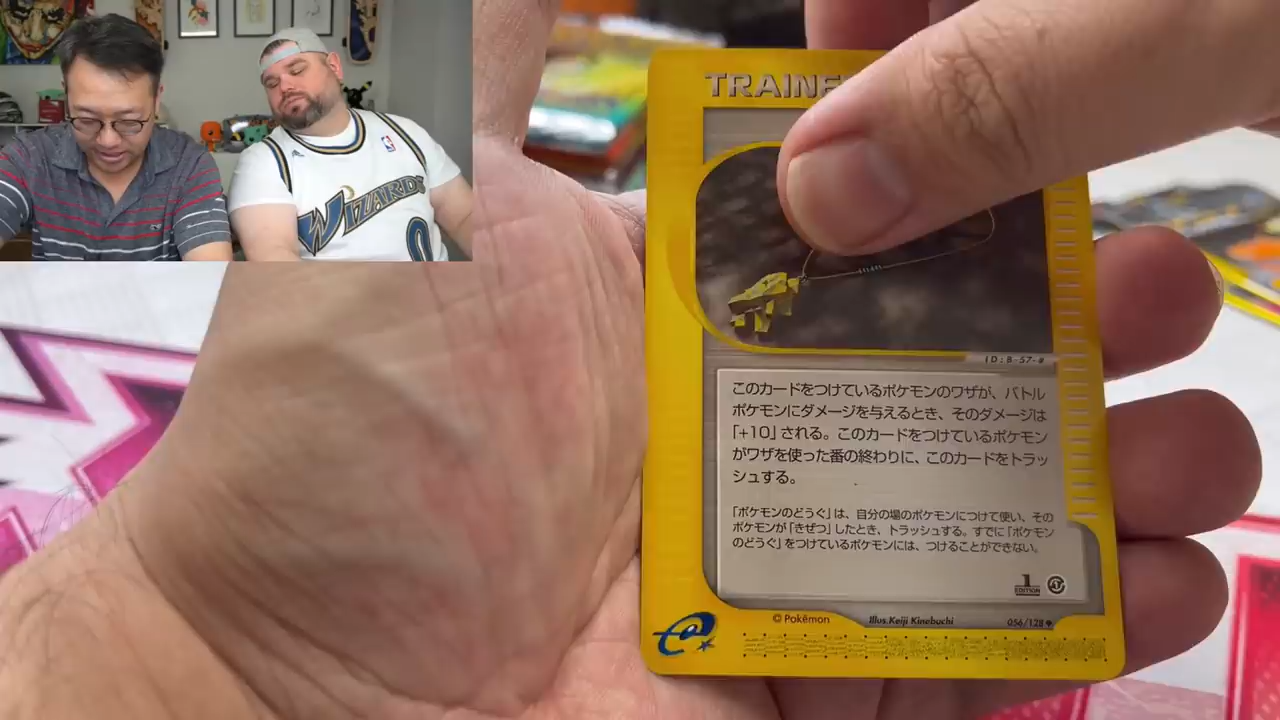 WIZARDS
0
TRAINE
ID:B-57-#
このカードをつけているポケモンのワザが、バトル
ポケモンにダメージを与えるとき、そのダメージは
「+10」される。このカードをつけているポケモン
がワザを使った番の終わりに、このカードをトラッ
シュする。
「ポケモンのどうぐ」は、自分の場のポケモンにつけて使い、その
ポケモンが「きぜつ」したとき、トラッシュする。すでに「ポケモン
のどうぐ」をつけているポケモンには、つけることができない。
1
EDITION
© Pokémon
Illus.Keiji Kinebuchi
056/128
e